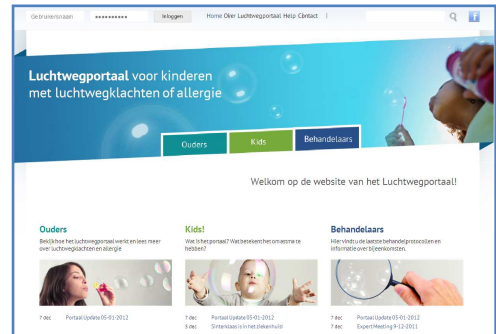 Gebruikersnaam
••••••••••
Inloggen
Home Over Luchtwegportaal Help Contact |
f
Luchtwegportaal voor kinderen
met luchtwegklachten of allergie
Ouders
Kids
Behandelaars
Welkom op de website van het Luchtwegportaal!
Ouders
Bekijk hoe het luchtwegportaal werkt en lees meer
over luchtwegklachten en allergie
7 dec Portaal Update 05-01-2012
Kids!
Wat is het portaal? Wat betekent het om astma te
hebben?
7 dec Portaal Update 05-01-2012
5 dec Sinterklaas is in het ziekenhuid
Behandelaars
Hier vindt u de laatste behandelprotocollen en
informatie over bijeenkomsten.
7 dec Portaal Update 05-01-2012
7 dec Expert Meeting 9-12-2011